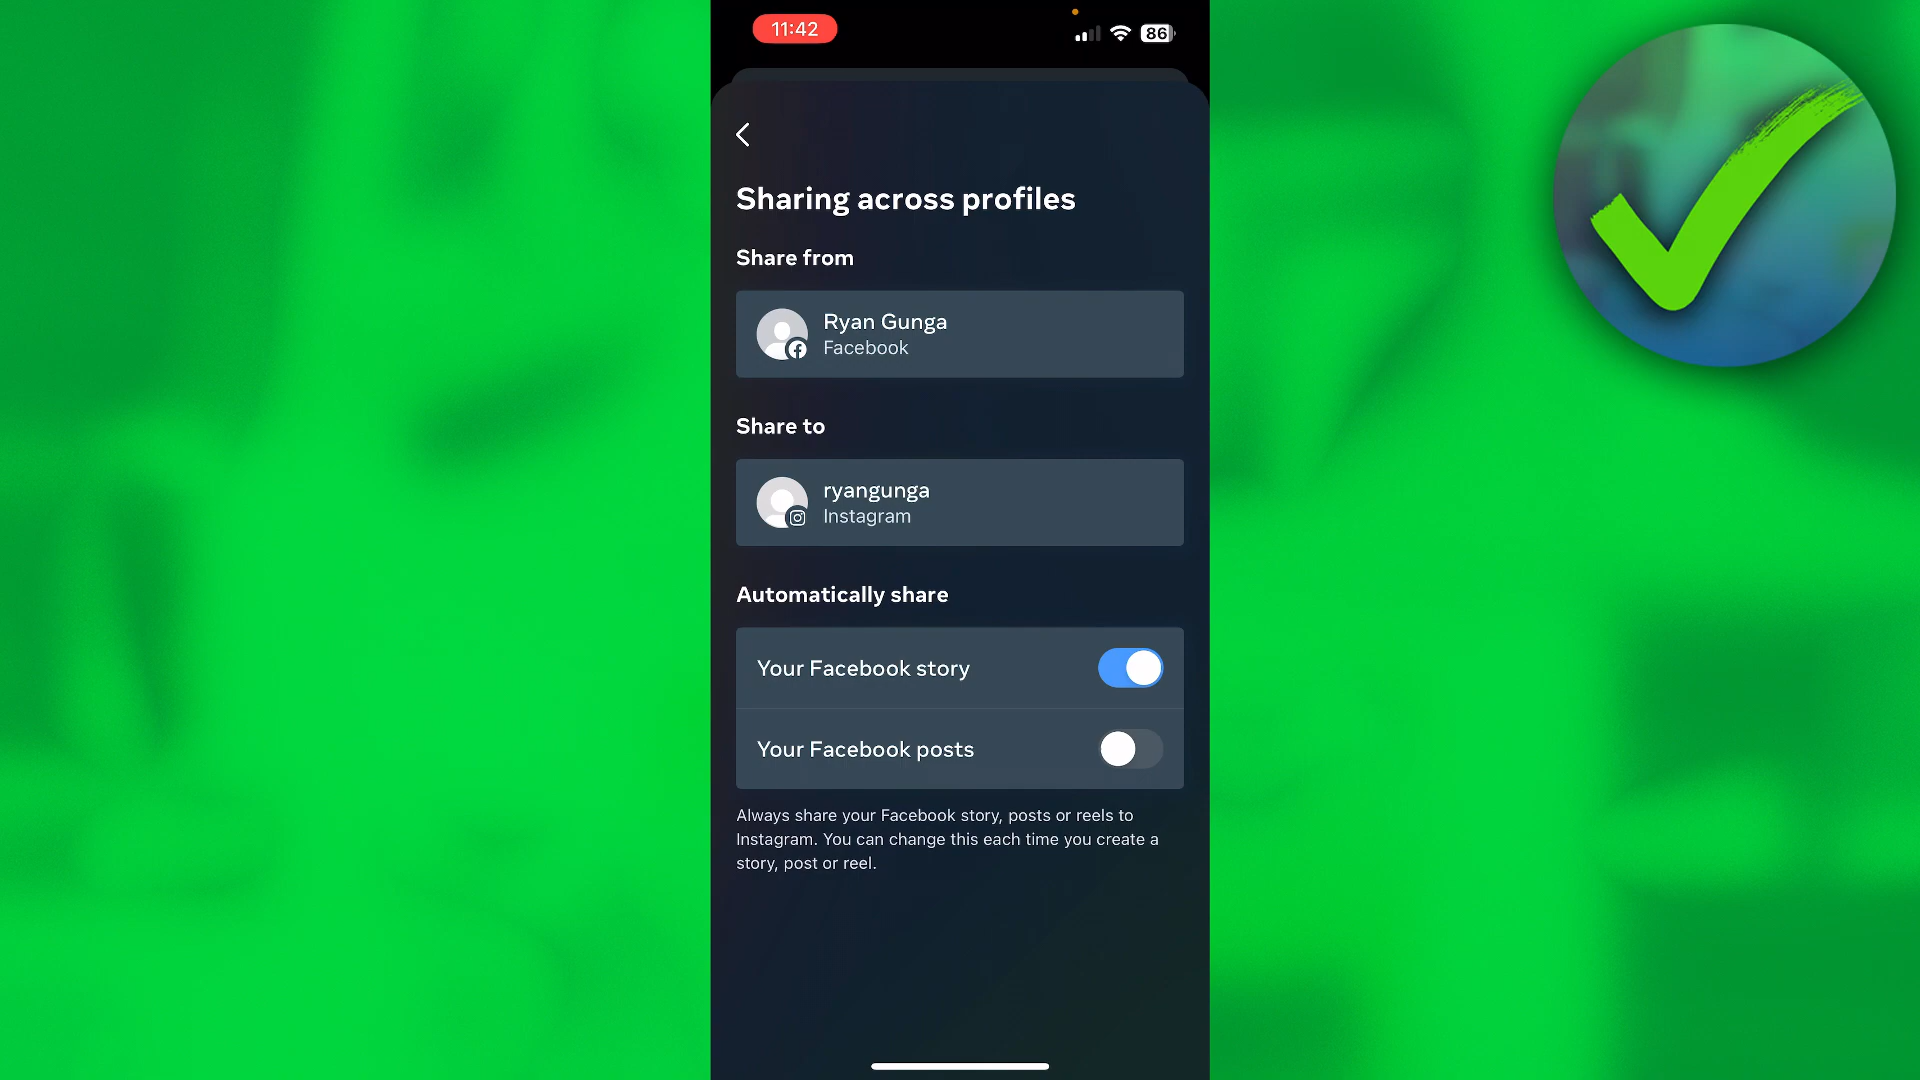 11:42
86
Sharing across profiles
Share from
Ryan Gunga
Facebook
Share to
ryangunga
Instagram
Automatically share
Your Facebook story
Your Facebook posts
Always share your Facebook story, posts or reels to
Instagram. You can change this each time you create a
story, post or reel.